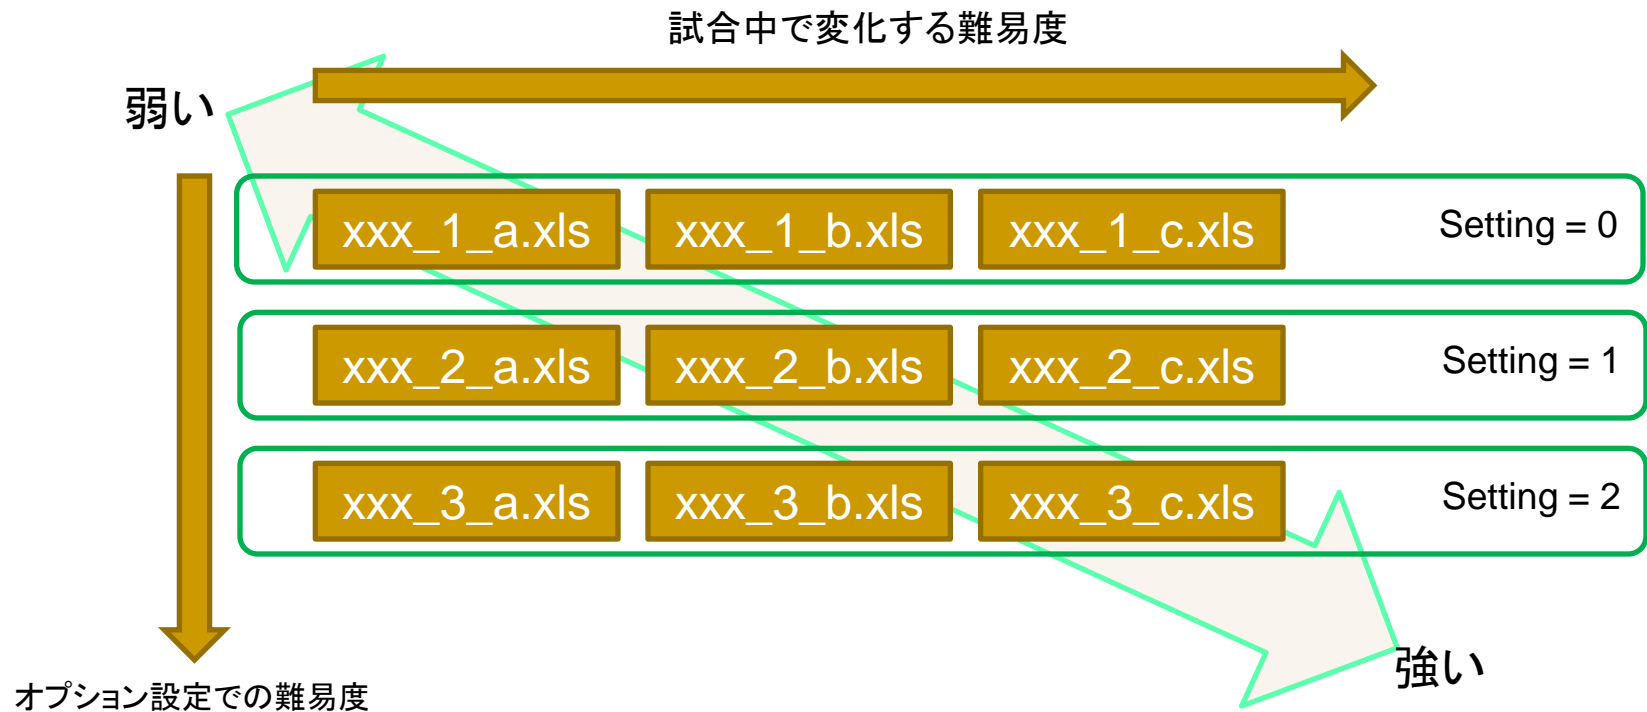 試合中で変化する難易度
弱い
xxx_1_a.xls xxx_1_b.xls xxx_1_c.xls Setting = 0
xxx_2_a.xls xxx_2_b.xls xxx_2_c.xls Setting = 1
xxx_3_a.xls xxx_3_b.xls xxx_3_c.xls Setting = 2
強い
オプション設定での難易度